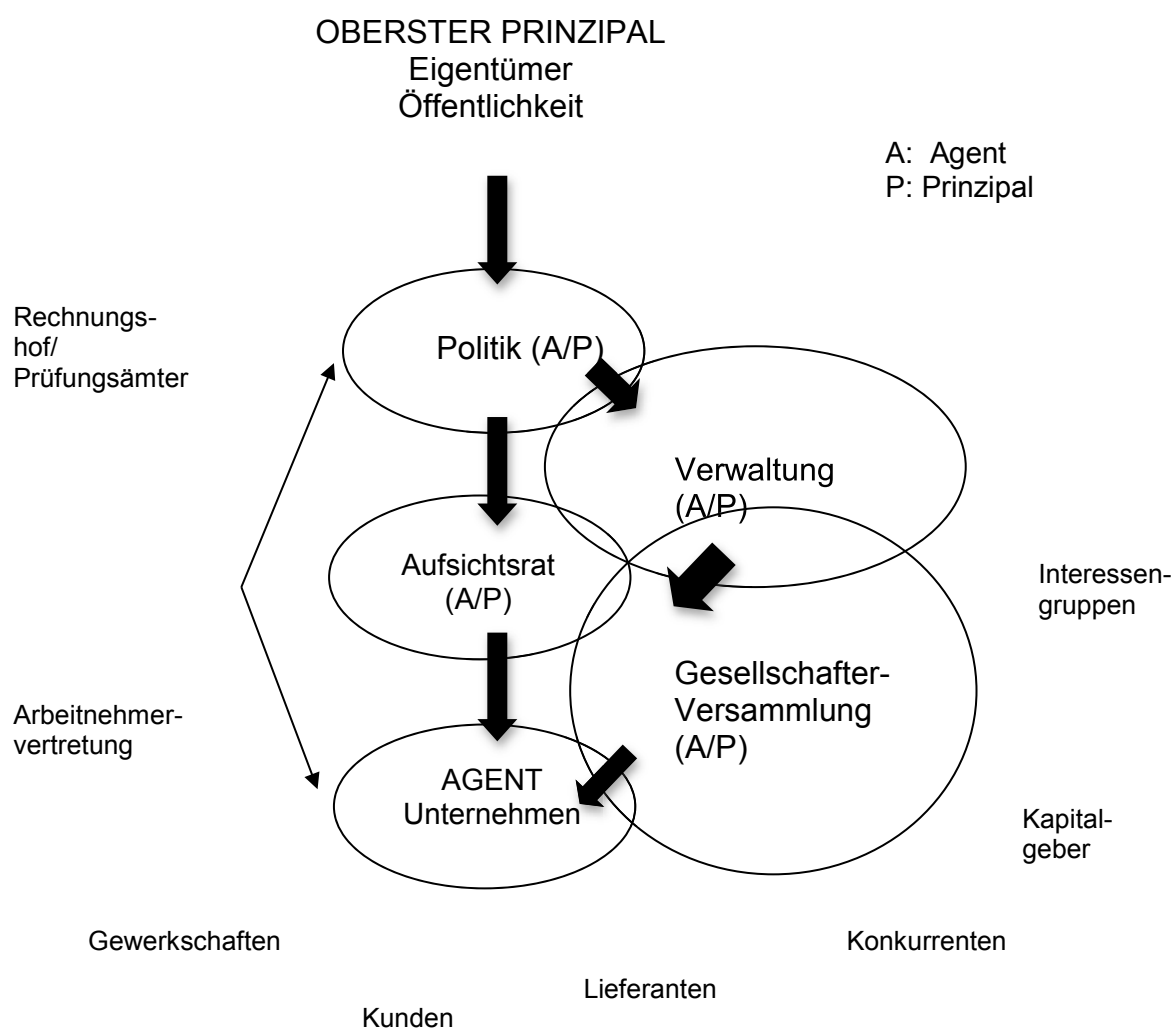 OBERSTER PRINZIPAL
Eigentümer
Öffentlichkeit
A: Agent
P: Prinzipal
Rechnungs-
hof/
Prüfungsämter
Politik (A/P)
Verwaltung
(A/P)
Aufsichtsrat
(A/P)
Interessen-
gruppen
Gesellschafter-
Versammlung
(A/P)
Arbeitnehmer-
vertretung
AGENT
Unternehmen
Kapital-
geber
Gewerkschaften
Konkurrenten
Lieferanten
Kunden